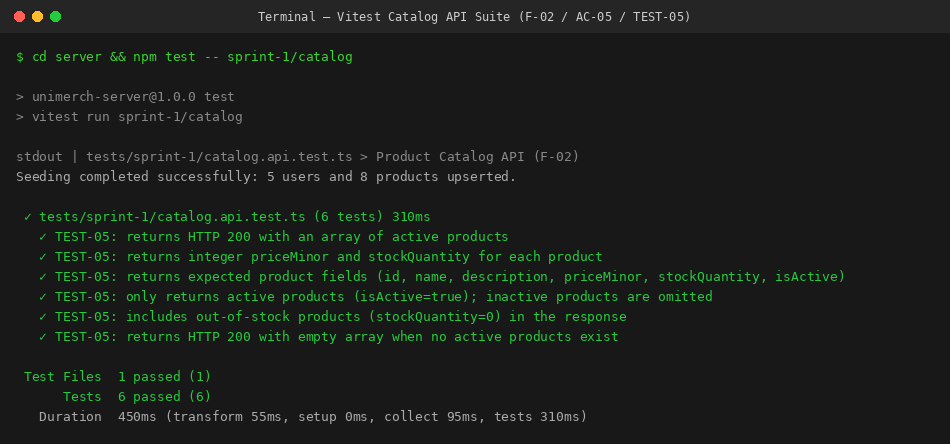 Terminal — Vitest Catalog API Suite (F-02 / AC-05 / TEST-05)
$ cd server && npm test -- sprint-1/catalog
> unimerch-server@1.0.0 test
> vitest run sprint-1/catalog
stdout | tests/sprint-1/catalog.api.test.ts > Product Catalog API (F-02)
Seeding completed successfully: 5 users and 8 products upserted.
✓ tests/sprint-1/catalog.api.test.ts (6 tests) 310ms
✓ TEST-05: returns HTTP 200 with an array of active products
✓ TEST-05: returns integer priceMinor and stockQuantity for each product
✓ TEST-05: returns expected product fields (id, name, description, priceMinor, stockQuantity, isActive)
✓ TEST-05: only returns active products (isActive=true); inactive products are omitted
✓ TEST-05: includes out-of-stock products (stockQuantity=0) in the response
✓ TEST-05: returns HTTP 200 with empty array when no active products exist
Test Files  1 passed (1)
Tests  6 passed (6)
Duration  450ms (transform 55ms, setup 0ms, collect 95ms, tests 310ms)